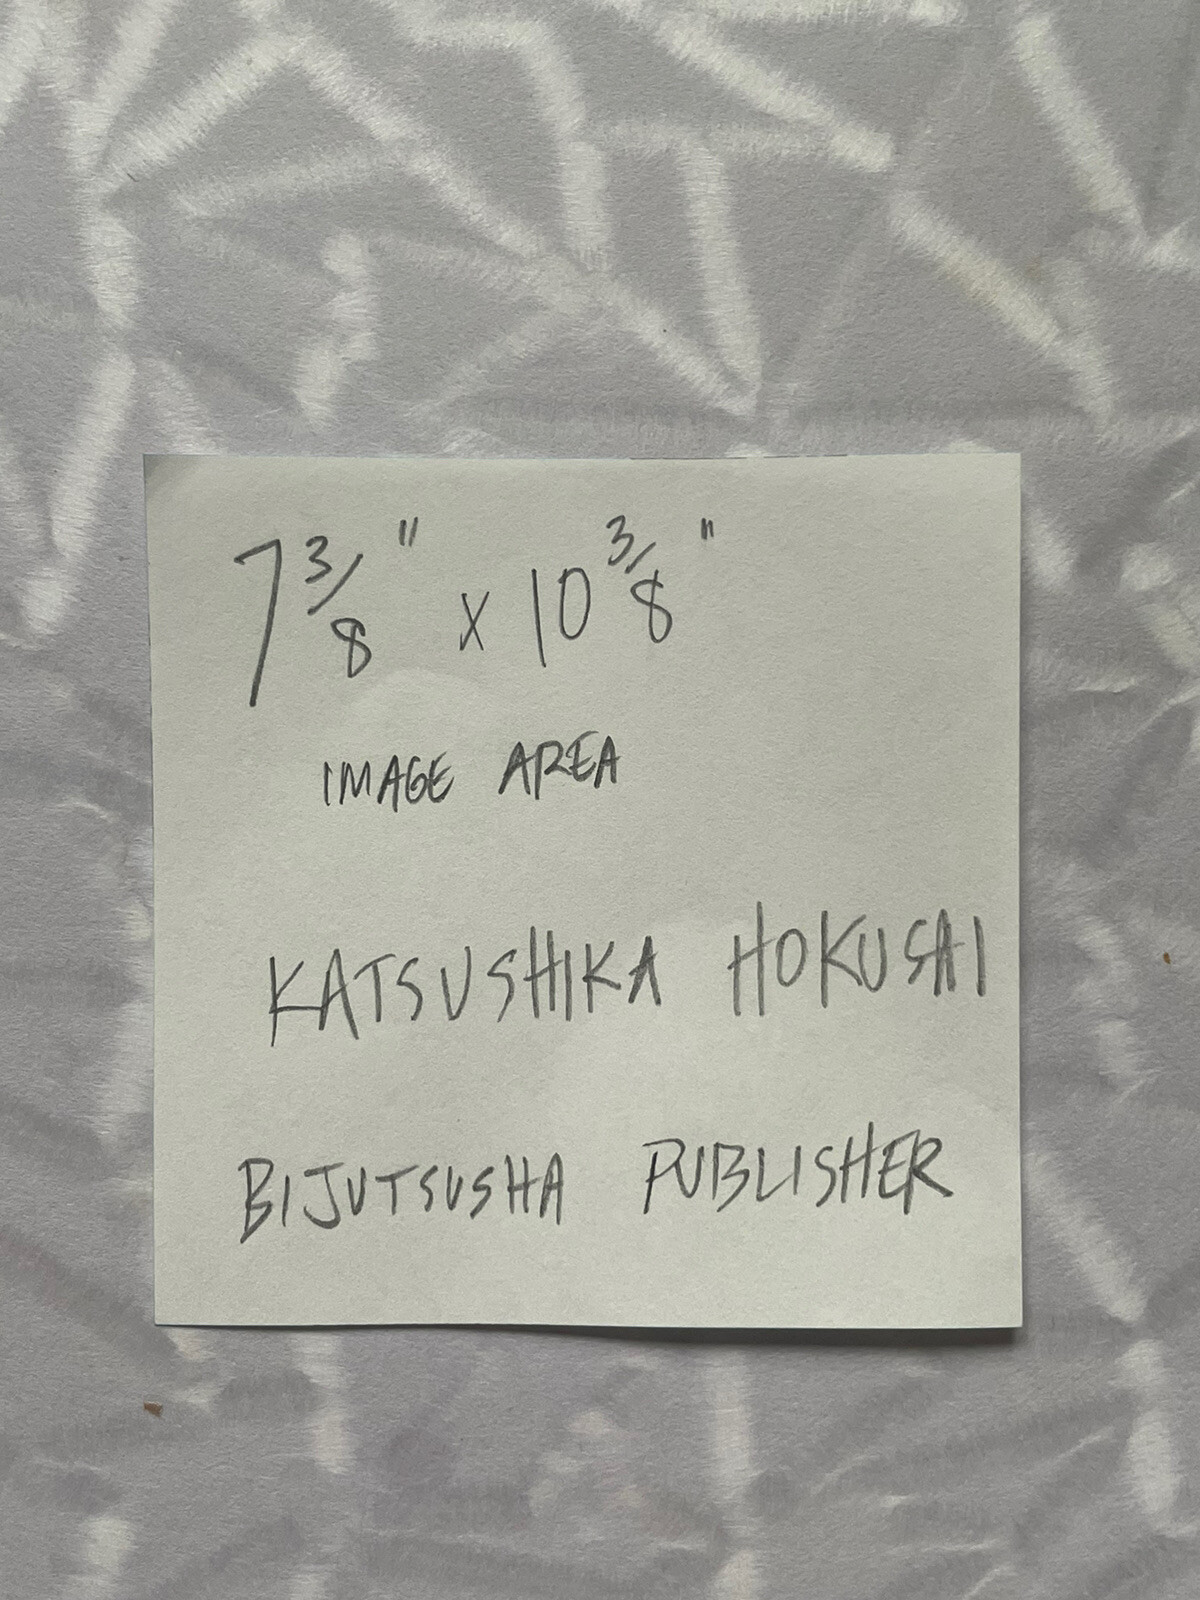 7 3/8" x 10 3/8"
IMAGE AREA
KATSUSHIKA HOKUSAI
BIJUTSUSHA PUBLISHER